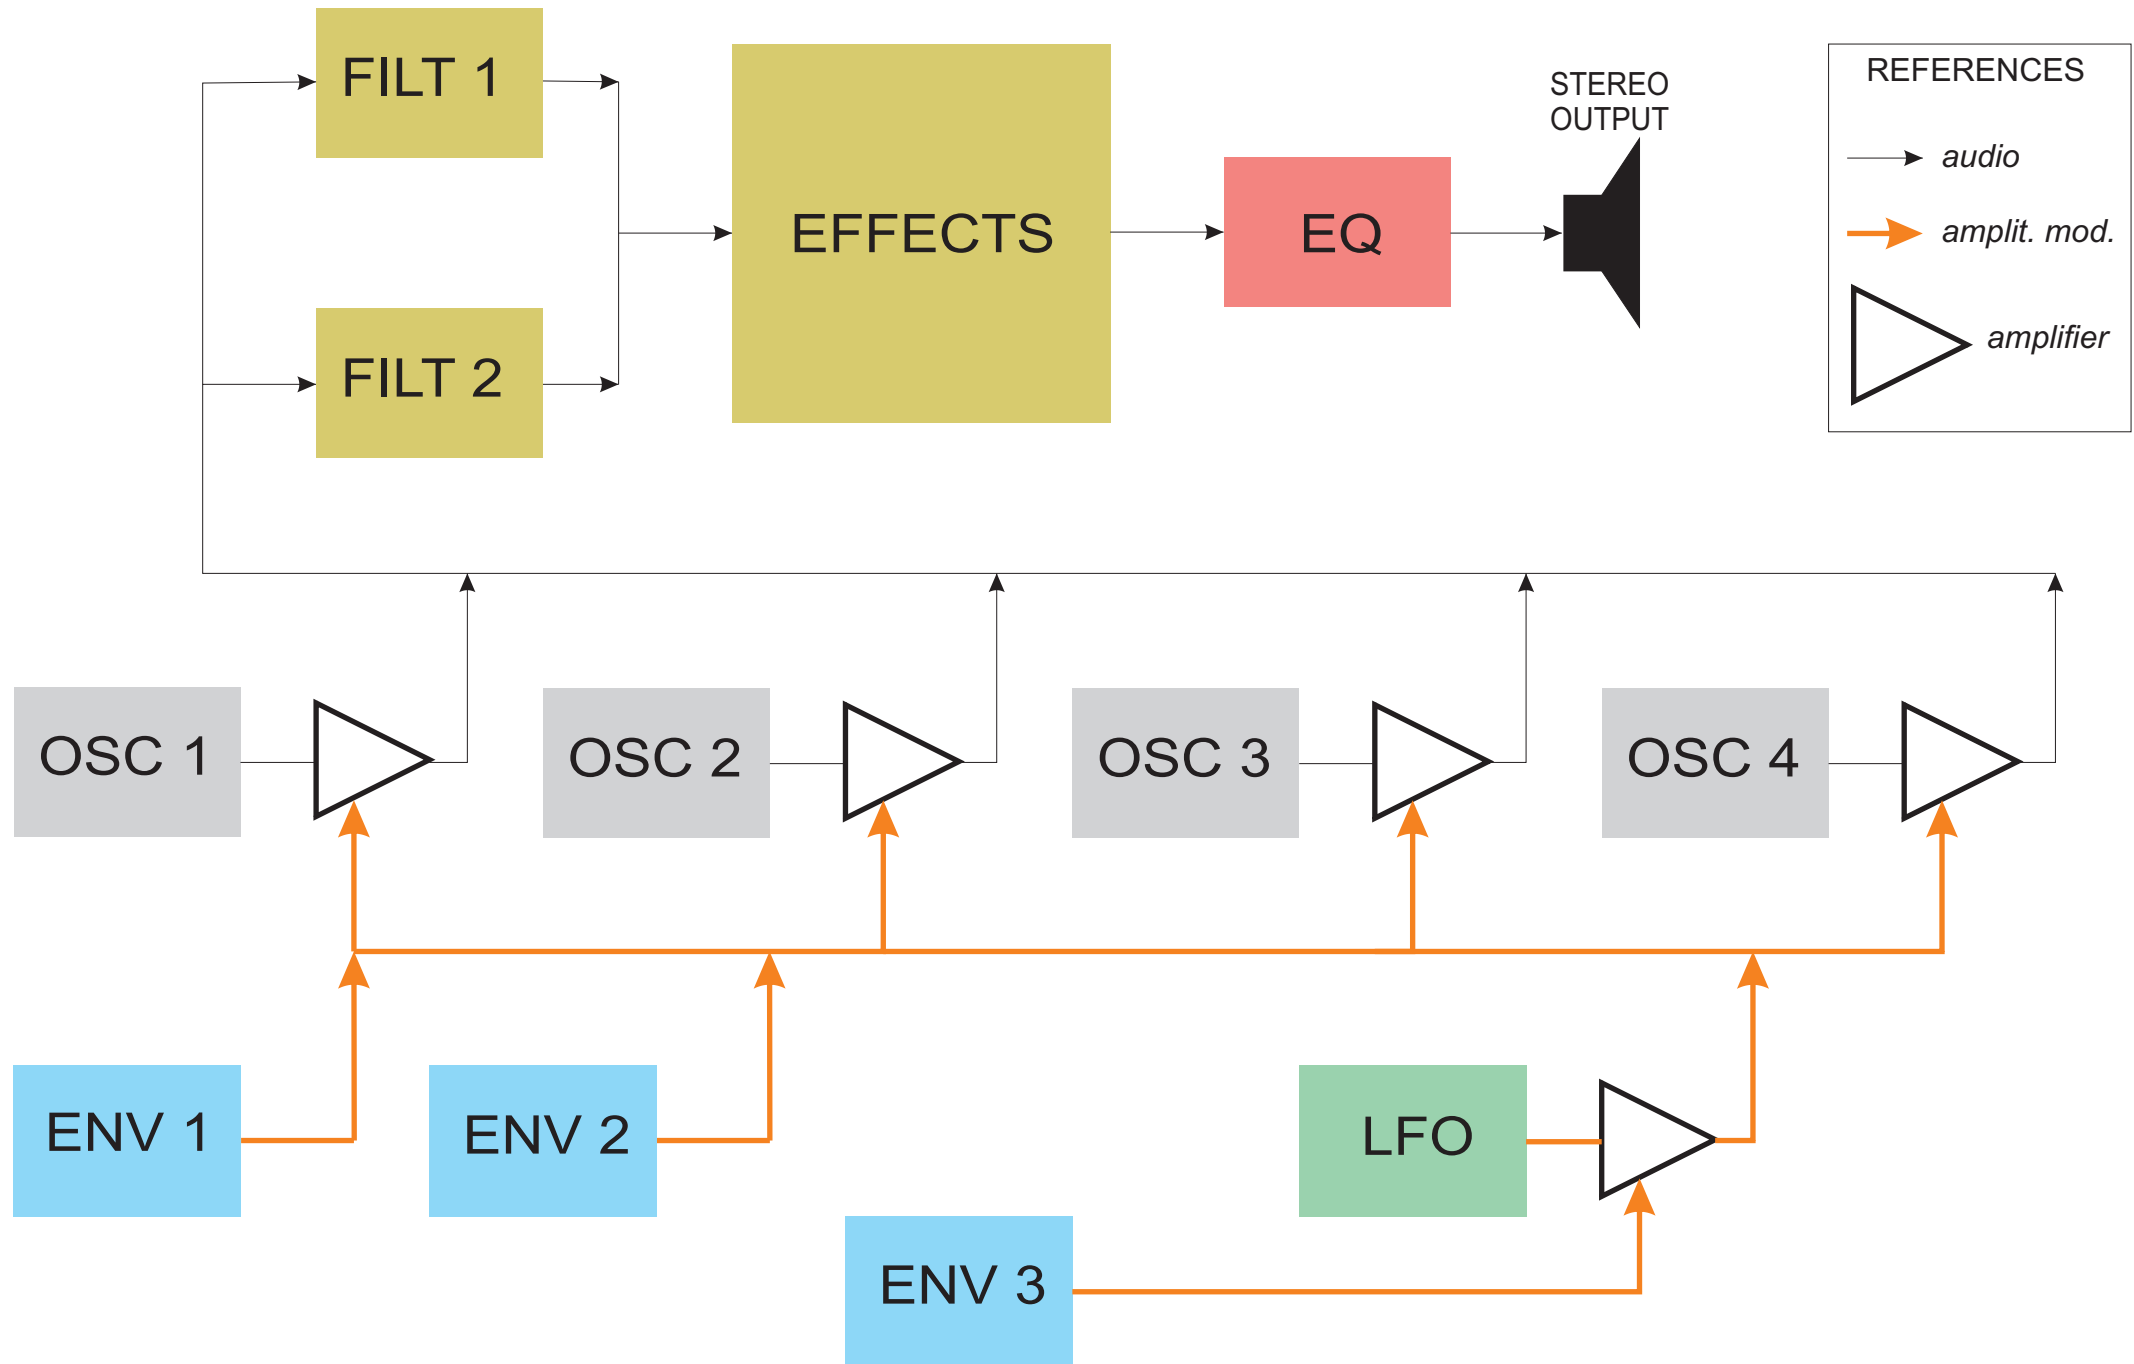 FILT 1
FILT 2
EFFECTS
EQ
STEREO
OUTPUT
REFERENCES
audio
amplit. mod.
amplifier
OSC 1
OSC 2
OSC 3
OSC 4
ENV 1
ENV 2
LFO
ENV 3